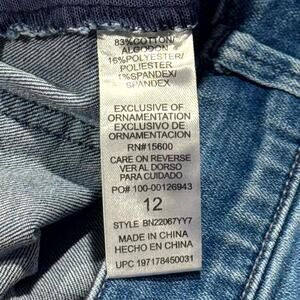 83% COTTON/
ALGODON
16% POLYESTER/
POLIESTER
1% SPANDEX/
SPANDEX
EXCLUSIVE OF
ORNAMENTATION
EXCLUSIVO DE
ORNAMENTACION
RN#15600
CARE ON REVERSE
VER AL DORSO
PARA CUIDADO
PO# 100-00126943
12
STYLE BN22067YY7
MADE IN CHINA
HECHO EN CHINA
UPC 197178450031